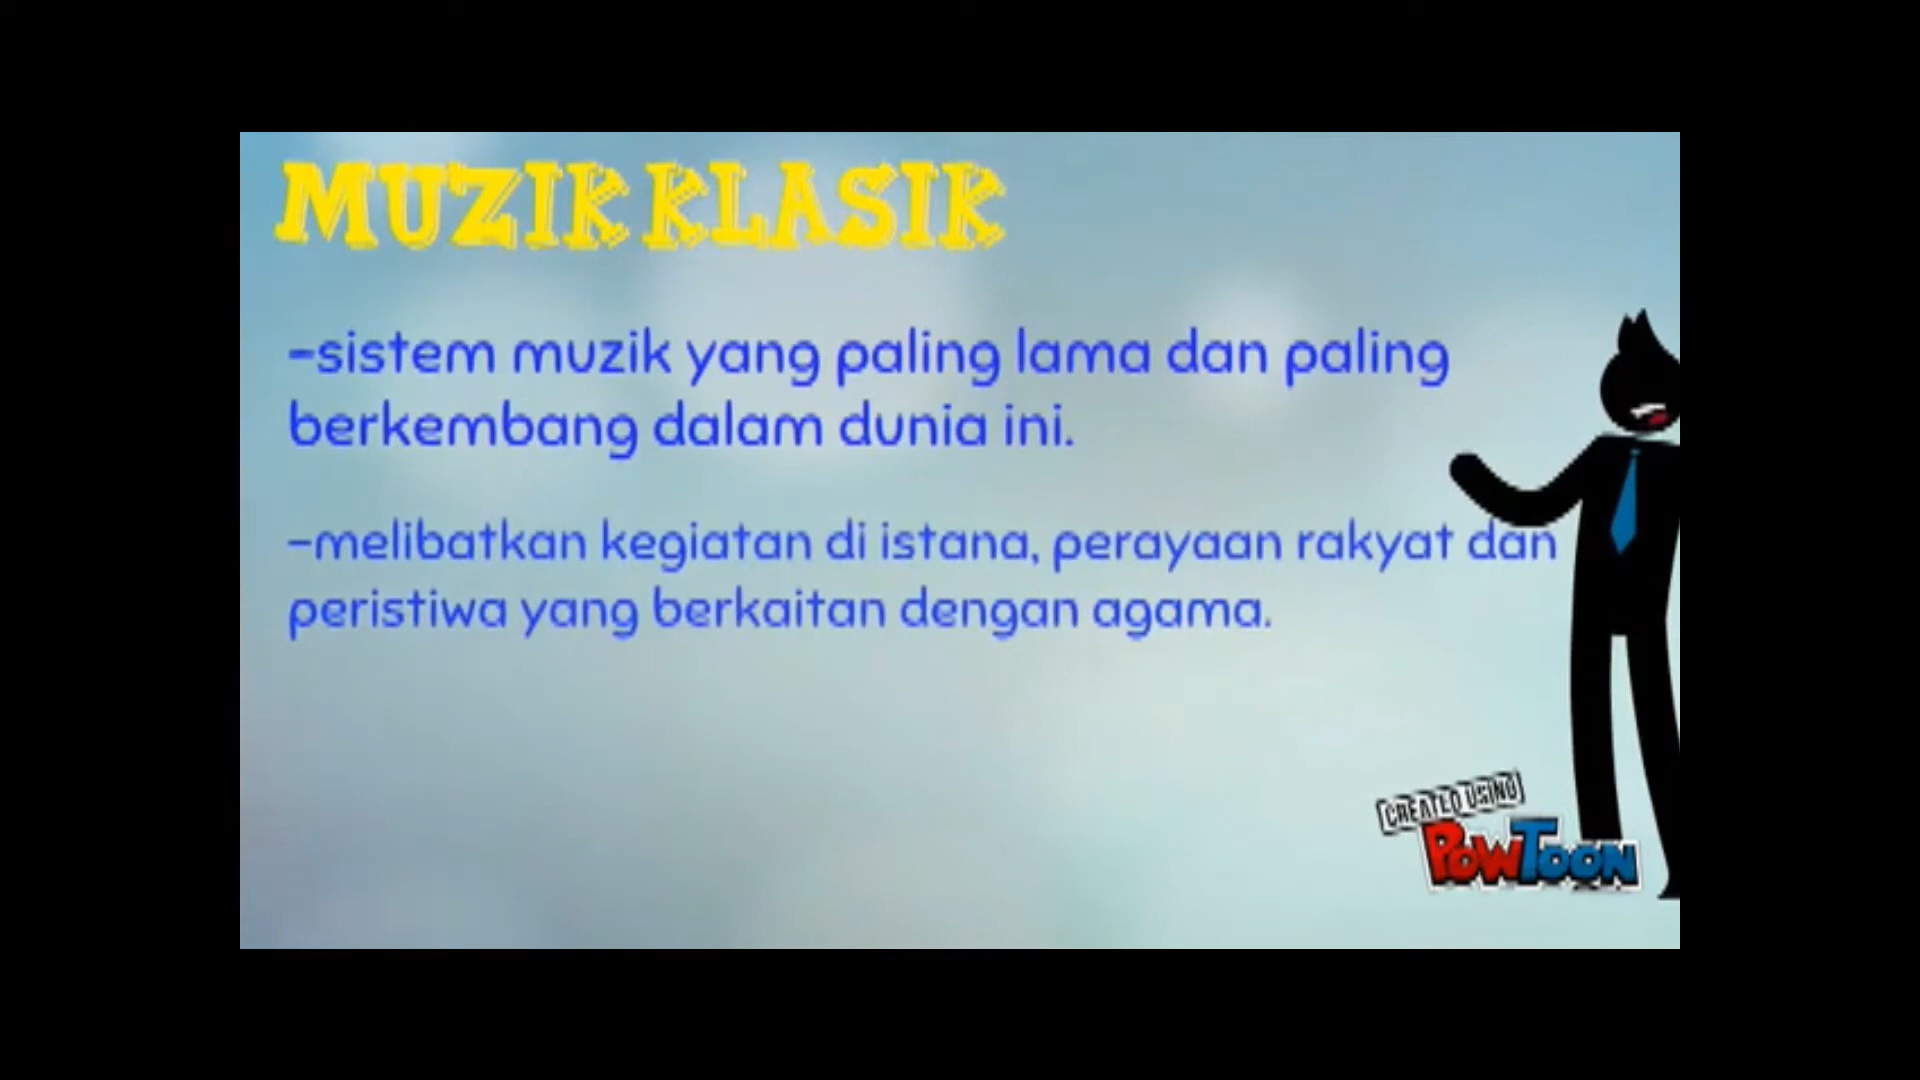 MUZIK KLASIK
-sistem muzik yang paling lama dan paling
berkembang dalam dunia ini.
-melibatkan kegiatan di istana, perayaan rakyat dan
peristiwa yang berkaitan dengan agama.
CREATED USING
POWTOON